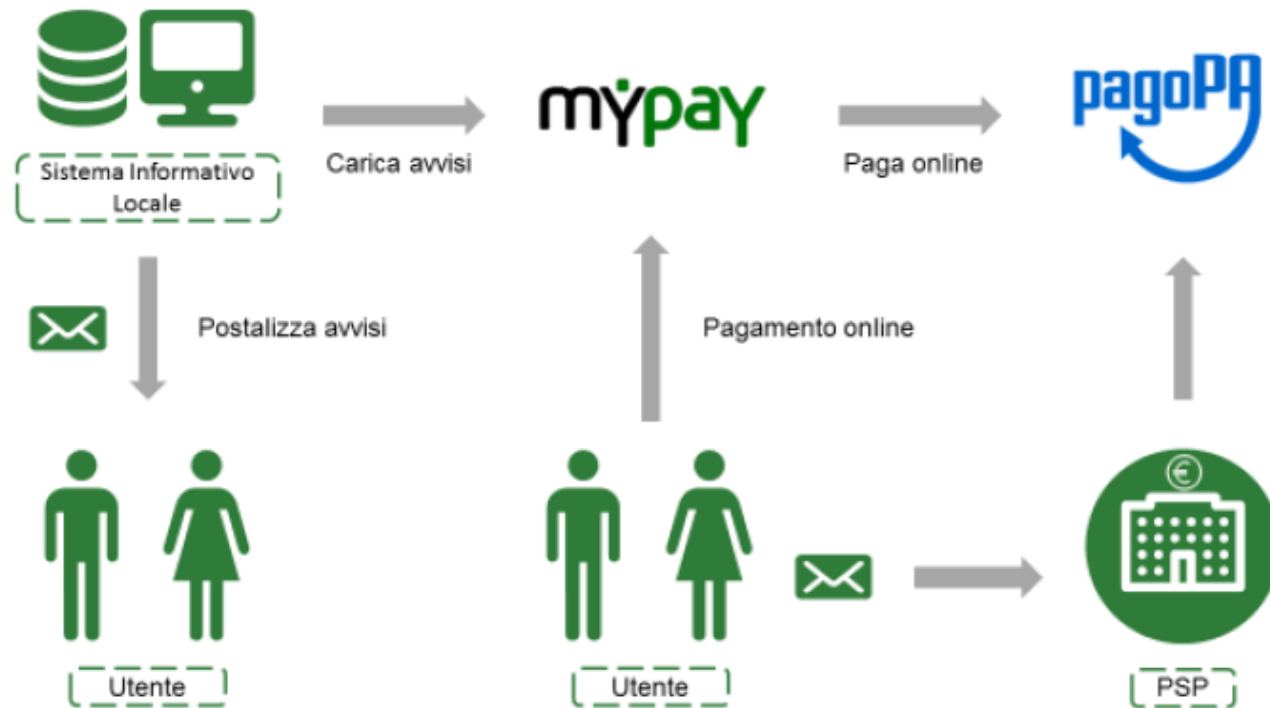 mypay
pagoPA
Sistema Informativo
Locale
Carica avvisi
Paga online
Postalizza avvisi
Pagamento online
€
Utente
Utente
PSP